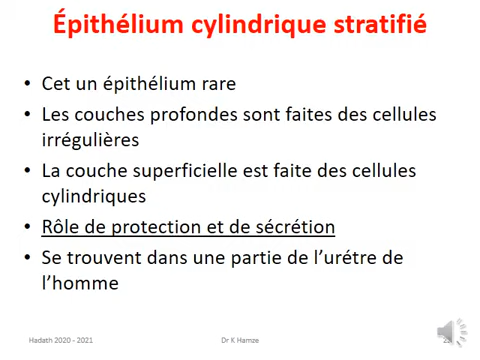 Épithélium cylindrique stratifié
• Cet un épithélium rare
• Les couches profondes sont faites des cellules
irrégulières
• La couche superficielle est faite des cellules
cylindriques
• Rôle de protection et de sécrétion
• Se trouvent dans une partie de l’urétre de
l’homme
Hadath 2020 - 2021
Dr K Hamze